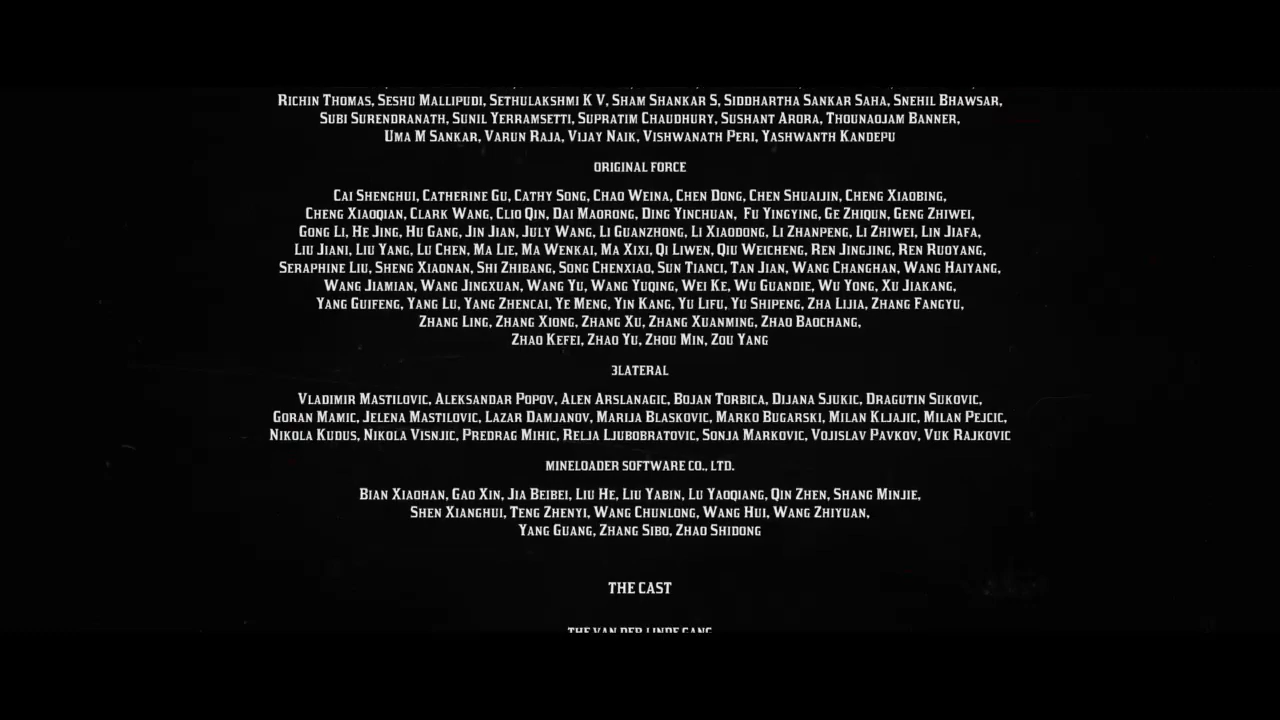 Richin Thomas, Seshu Mallipudi, Sethulakshmi K V, Sham Shankar S, Siddhartha Sankar Saha, Snehil Bhawsar,
Subi Surendranath, Sunil Yerramsetti, Supratim Chaudhury, Sushant Arora, Thounaojam Banner,
Uma M Sankar, Varun Raja, Vijay Naik, Vishwanath Peri, Yashwanth Kandepu
ORIGINAL FORCE
Cai Shenghui, Catherine Gu, Cathy Song, Chao Weina, Chen Dong, Chen Shuaijin, Cheng Xiaobing,
Cheng Xiaoqian, Clark Wang, Clio Qin, Dai Maorong, Ding Yinchuan, Fu Yingying, Ge Zhiqun, Geng Zhiwei,
Gong Li, He Jing, Hu Gang, Jin Jian, July Wang, Li Guanzhong, Li Xiaodong, Li Zhanpeng, Li Zhiwei, Lin Jiafa,
Liu Jiani, Liu Yang, Lu Chen, Ma Lie, Ma Wenkai, Ma Xixi, Qi Liwen, Qiu Weicheng, Ren Jingjing, Ren Ruoyang,
Seraphine Liu, Sheng Xiaonan, Shi Zhibang, Song Chenxiao, Sun Tianci, Tan Jian, Wang Changhan, Wang Haiyang,
Wang Jiamian, Wang Jingxuan, Wang Yu, Wang Yuqing, Wei Ke, Wu Guandie, Wu Yong, Xu Jiakang,
Yang Guifeng, Yang Lu, Yang Zhencai, Ye Meng, Yin Kang, Yu Lifu, Yu Shipeng, Zha Lijia, Zhang Fangyu,
Zhang Ling, Zhang Xiong, Zhang Xu, Zhang Xuanming, Zhao Baochang,
Zhao Kefei, Zhao Yu, Zhou Min, Zou Yang
3LATERAL
Vladimir Mastilovic, Aleksandar Popov, Alen Arslanagic, Bojan Torbica, Dijana Sjukic, Dragutin Sukovic,
Goran Mamic, Jelena Mastilovic, Lazar Damjanov, Marija Blaskovic, Marko Bugarski, Milan Kljajic, Milan Pejcic,
Nikola Kudus, Nikola Visnjic, Predrag Mihic, Relja Ljubobratovic, Sonja Markovic, Vojislav Pavkov, Vuk Rajkovic
MINELOADER SOFTWARE CO., LTD.
Bian Xiaohan, Gao Xin, Jia Beibei, Liu He, Liu Yabin, Lu Yaoqiang, Qin Zhen, Shang Minjie,
Shen Xianghui, Teng Zhenyi, Wang Chunlong, Wang Hui, Wang Zhiyuan,
Yang Guang, Zhang Sibo, Zhao Shidong
THE CAST
THE VAN DER LINDE GANG